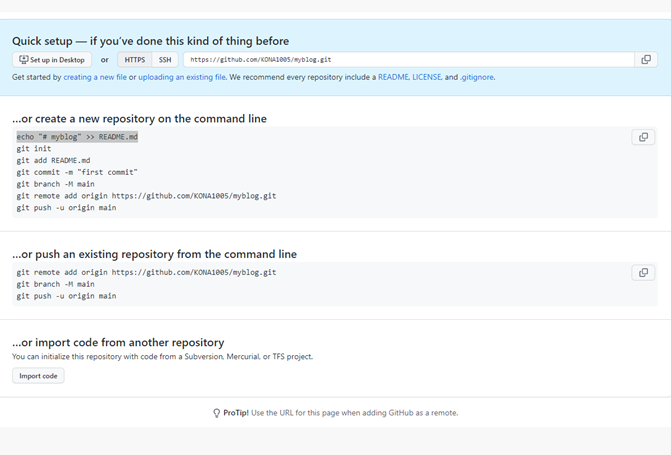 Quick setup — if you've done this kind of thing before
Set up in Desktop or HTTPS SSH https://github.com/KONA1005/myblog.git
Get started by creating a new file or uploading an existing file. We recommend every repository include a README, LICENSE, and .gitignore.
…or create a new repository on the command line
echo "# myblog" >> README.md
git init
git add README.md
git commit -m "first commit"
git branch -M main
git remote add origin https://github.com/KONA1005/myblog.git
git push -u origin main
…or push an existing repository from the command line
git remote add origin https://github.com/KONA1005/myblog.git
git branch -M main
git push -u origin main
…or import code from another repository
You can initialize this repository with code from a Subversion, Mercurial, or TFS project.
Import code
ProTip! Use the URL for this page when adding GitHub as a remote.